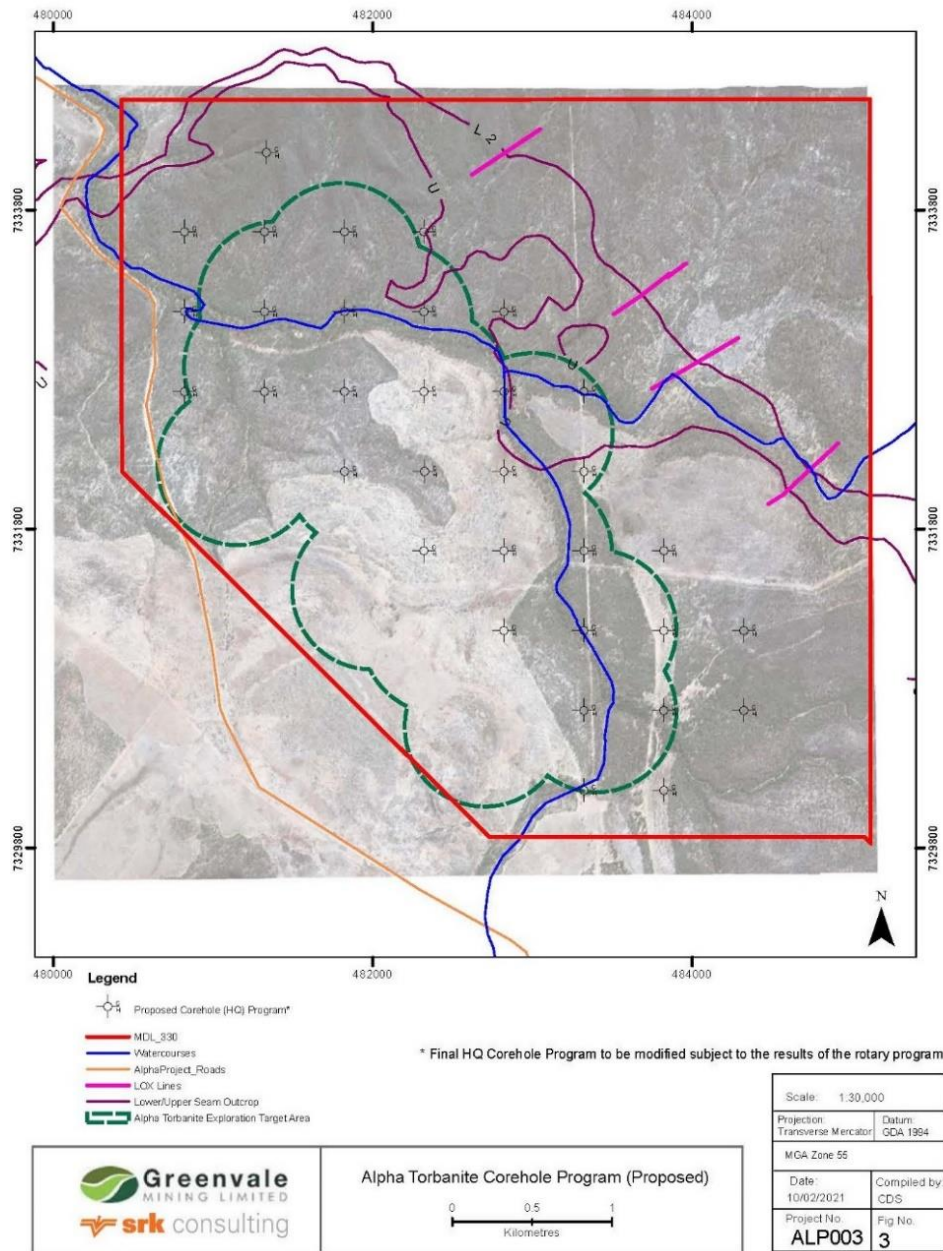 480000 482000 484000
L 2
U
7333800 7333800
U
U
7331800 7331800
7329800 7329800
N
480000 482000 484000
Legend
Proposed Corehole (HQ) Program*
MDL_330
Watercourses
AlphaProject_Roads
LOX Lines
Lower/Upper Seam Outcrop
Alpha Torbanite Exploration Target Area
* Final HQ Corehole Program to be modified subject to the results of the rotary program
Scale: 1:30,000
Projection: Datum:
Transverse Mercator GDA 1994
MGA Zone 55
Date: Compiled by:
10/02/2021 CDS
Project No. Fig No.
ALP003 3
Greenvale
MINING LIMITED
srk consulting
Alpha Torbanite Corehole Program (Proposed)
0 0.5 1
Kilometres